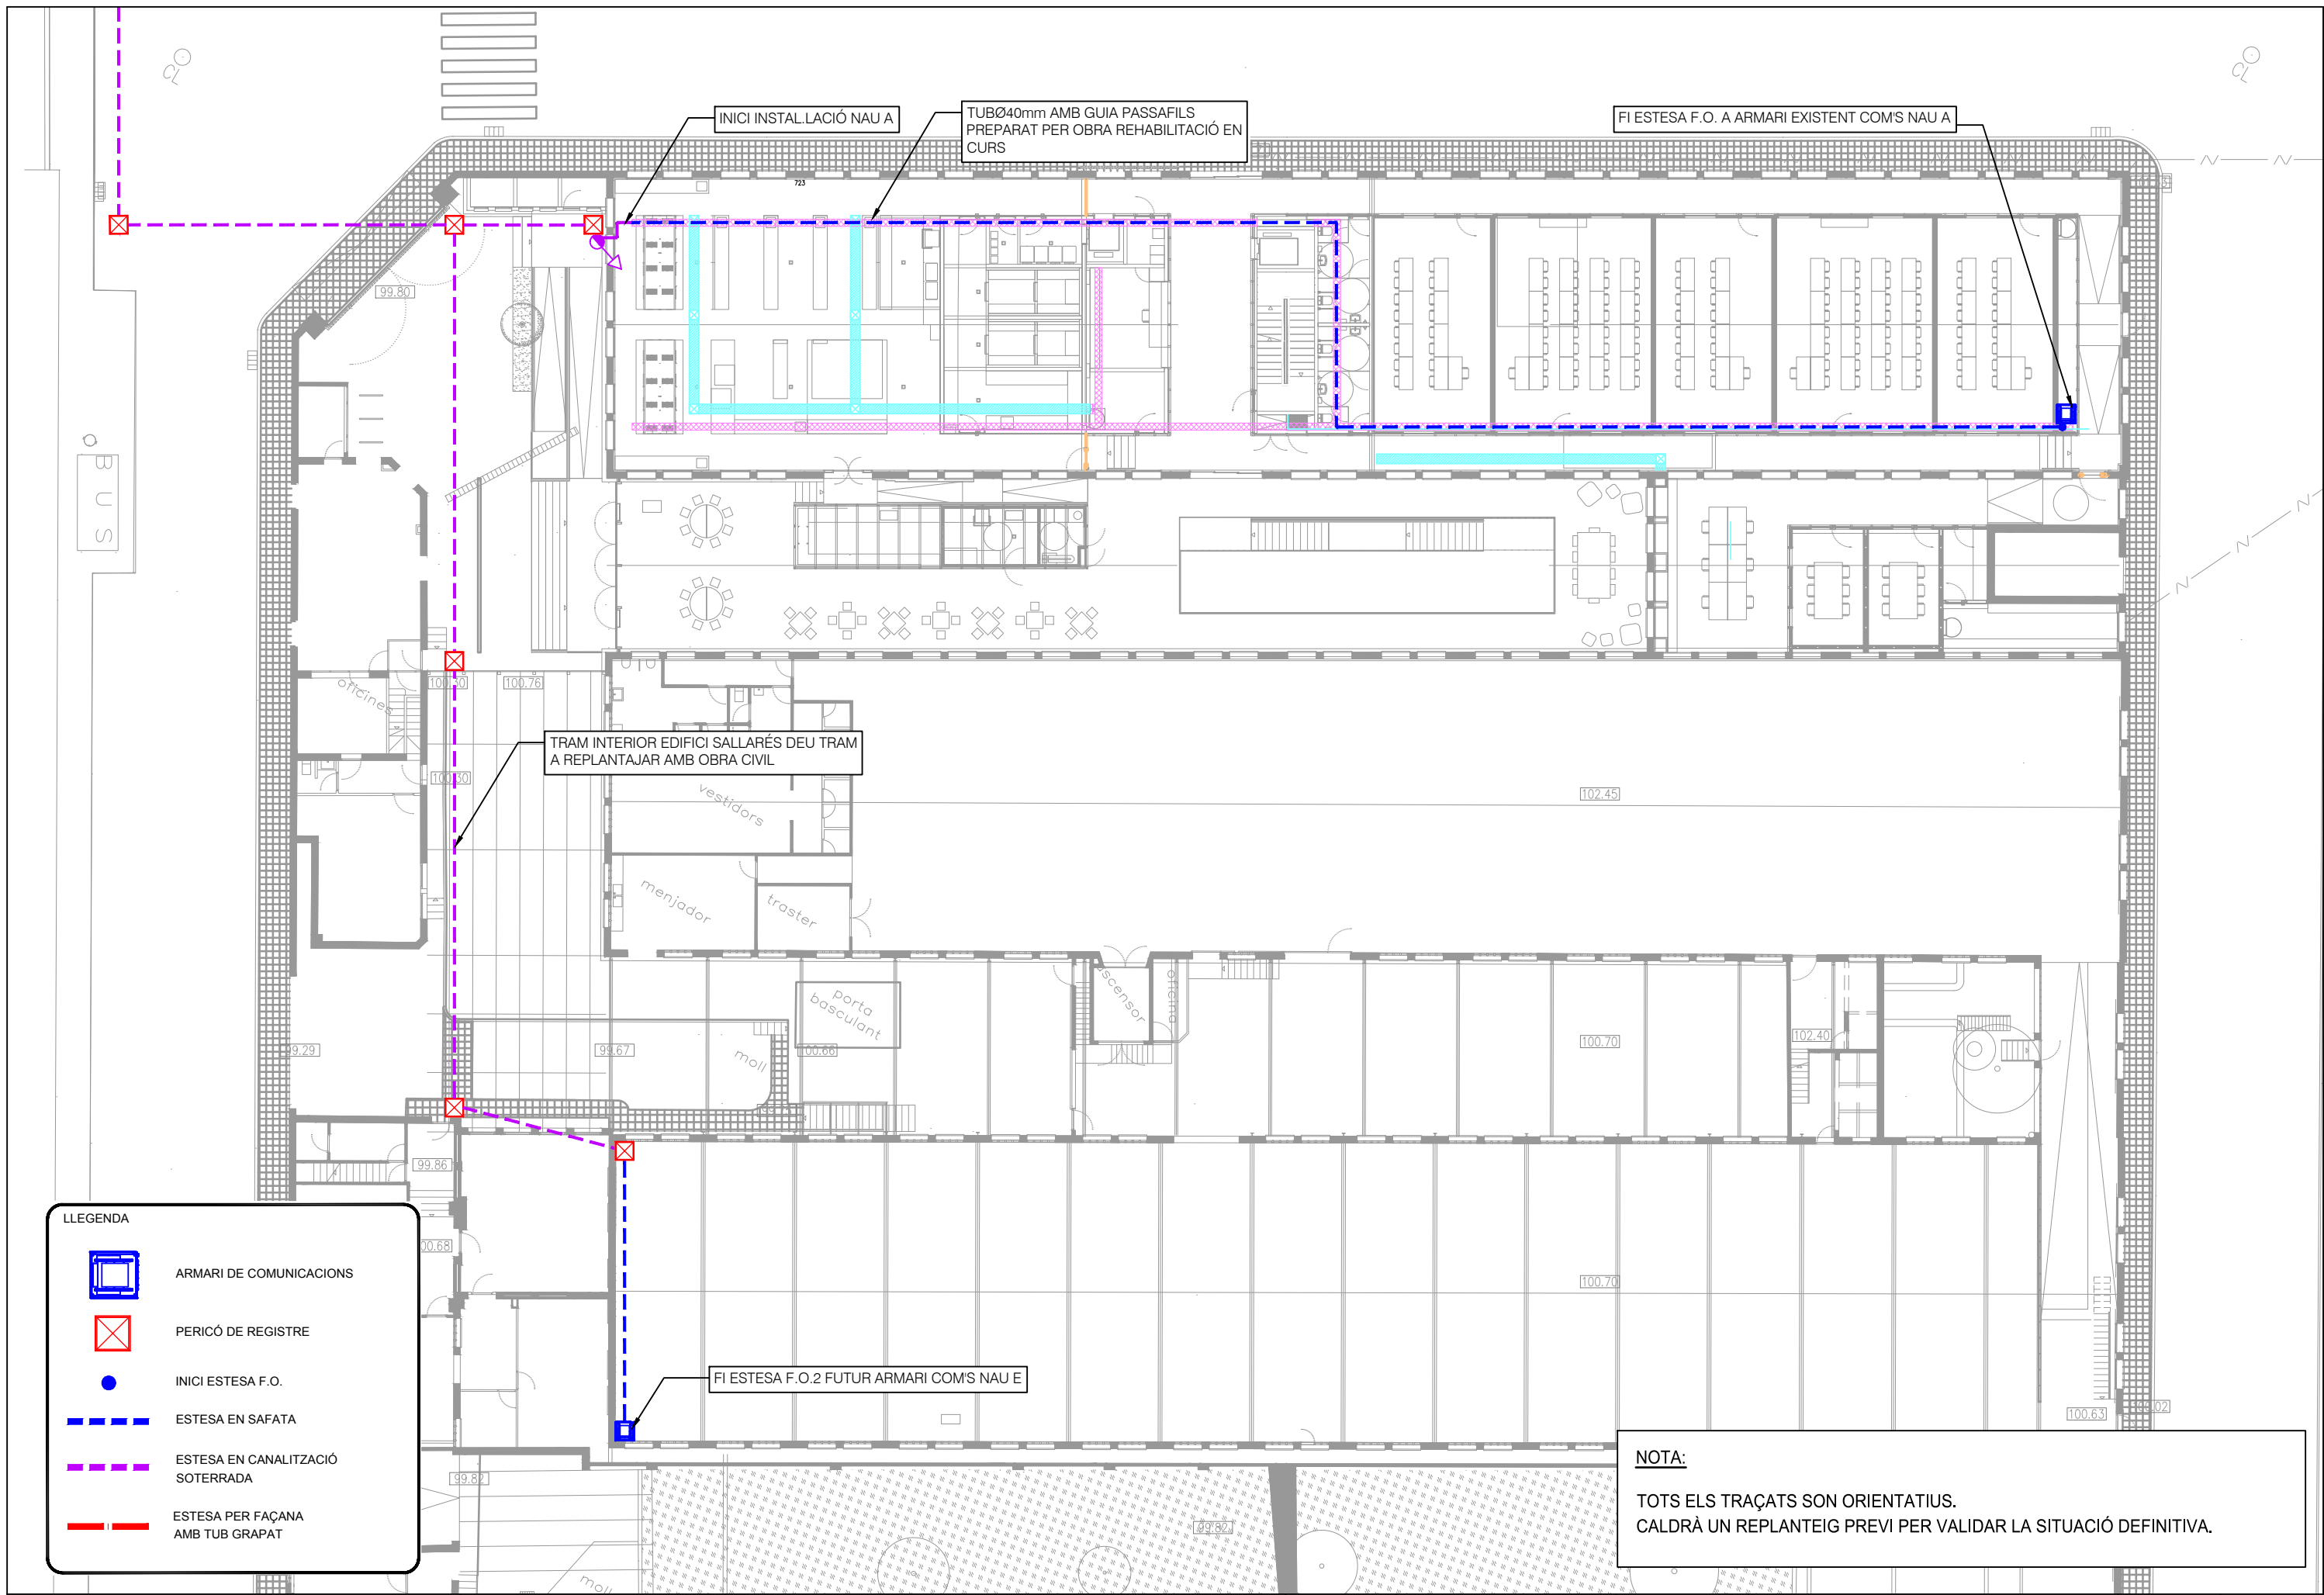 INICI INSTAL.LACIÓ NAU A
TUBØ40mm AMB GUIA PASSAFILS
PREPARAT PER OBRA REHABILITACIÓ EN
CURS
FI ESTESA F.O. A ARMARI EXISTENT COM'S NAU A
723
99.80
BUS
oficines
100.30
100.76
TRAM INTERIOR EDIFICI SALLARÉS DEU TRAM
A REPLANTAJAR AMB OBRA CIVIL
100.30
vestidors
102.45
menjador
traster
porta
basculant
ascensor
oficina
99.29
99.67
moll
100.66
100.70
102.40
99.86
100.68
100.70
LLEGENDA
ARMARI DE COMUNICACIONS
PERICÓ DE REGISTRE
INICI ESTESA F.O.
ESTESA EN SAFATA
ESTESA EN CANALITZACIÓ
SOTERRADA
ESTESA PER FAÇANA
AMB TUB GRAPAT
FI ESTESA F.O.2 FUTUR ARMARI COM'S NAU E
100.63
99.82
99.82
moll
NOTA:
TOTS ELS TRAÇATS SON ORIENTATIUS.
CALDRÀ UN REPLANTEIG PREVI PER VALIDAR LA SITUACIÓ DEFINITIVA.